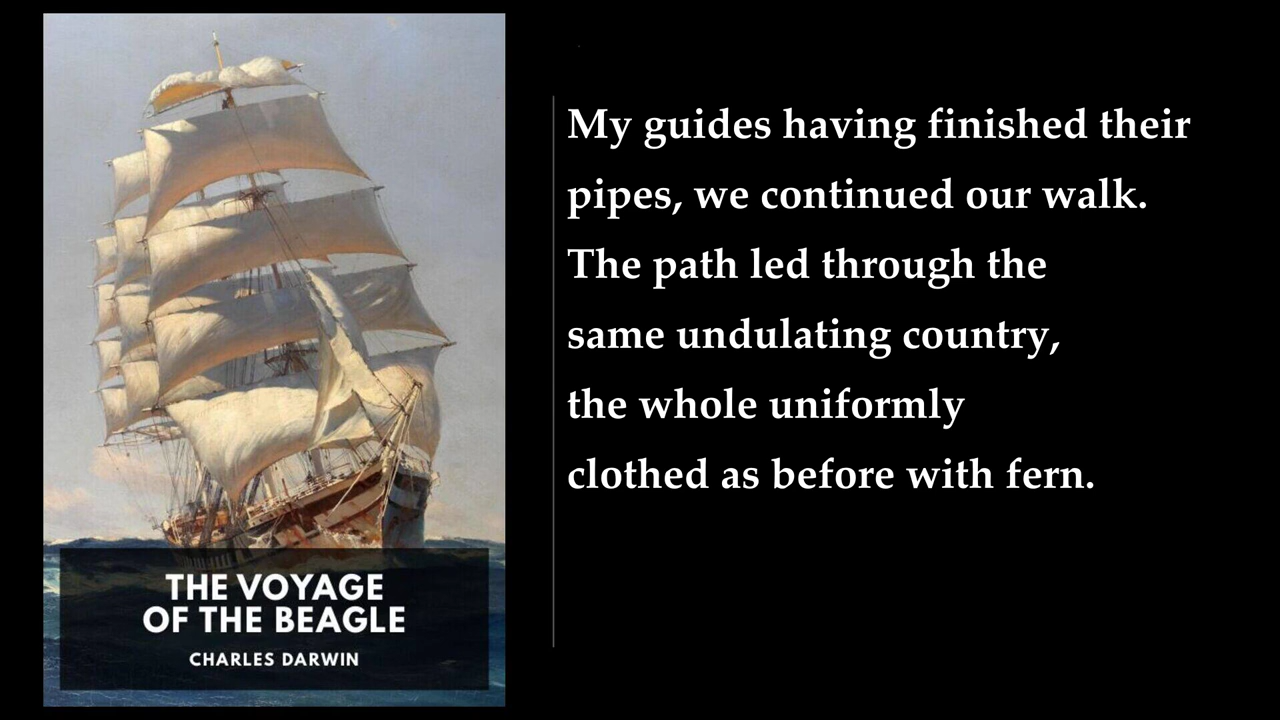 THE VOYAGE
OF THE BEAGLE
CHARLES DARWIN
My guides having finished their
pipes, we continued our walk.
The path led through the
same undulating country,
the whole uniformly
clothed as before with fern.